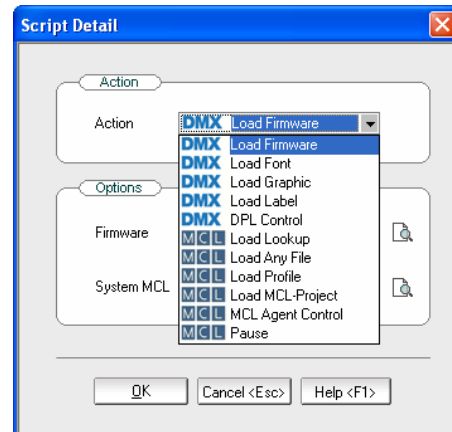 Script Detail
Action
Action DMX Load Firmware
DMX Load Firmware
DMX Load Font
DMX Load Graphic
DMX Load Label
DMX DPL Control
MCL Load Lookup
MCL Load Any File
MCL Load Profile
MCL Load MCL-Project
MCL MCL Agent Control
MCL Pause
Options
Firmware
System MCL
OK Cancel <Esc> Help <F1>